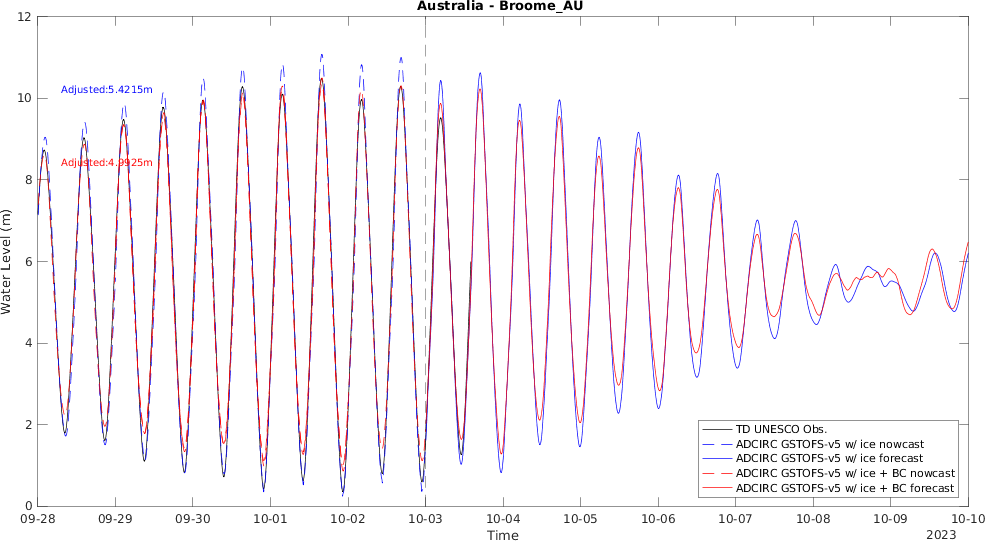 Australia - Broome_AU
12
10
8
6
4
2
0
Water Level (m)
Adjusted:5.4215m
Adjusted:4.9925m
TD UNESCO Obs.
ADCIRC GSTOFS-v5 w/ ice nowcast
ADCIRC GSTOFS-v5 w/ ice forecast
ADCIRC GSTOFS-v5 w/ ice + BC nowcast
ADCIRC GSTOFS-v5 w/ ice + BC forecast
09-28 09-29 09-30 10-01 10-02 10-03 10-04 10-05 10-06 10-07 10-08 10-09 10-10
Time
2023